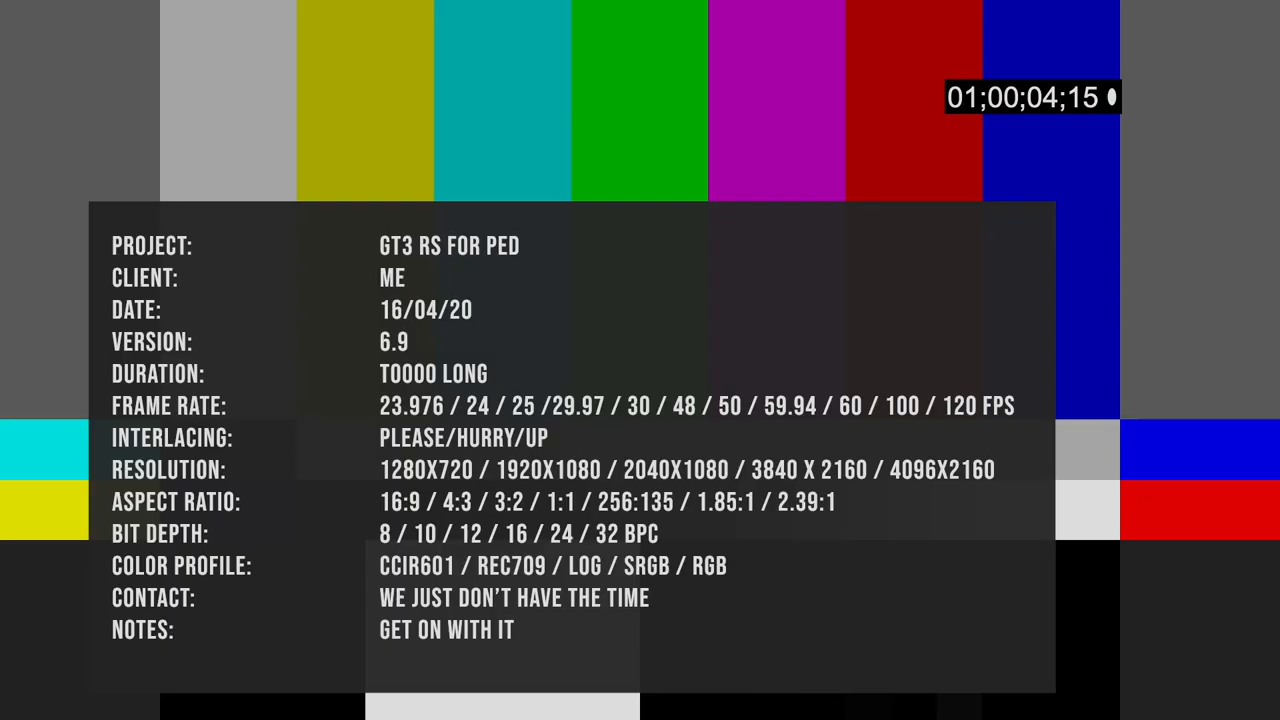 01;00;04;15
PROJECT: GT3 RS FOR PED
CLIENT: ME
DATE: 16/04/20
VERSION: 6.9
DURATION: TOOOO LONG
FRAME RATE: 23.976 / 24 / 25 /29.97 / 30 / 48 / 50 / 59.94 / 60 / 100 / 120 FPS
INTERLACING: PLEASE/HURRY/UP
RESOLUTION: 1280X720 / 1920X1080 / 2040X1080 / 3840 X 2160 / 4096X2160
ASPECT RATIO: 16:9 / 4:3 / 3:2 / 1:1 / 256:135 / 1.85:1 / 2.39:1
BIT DEPTH: 8 / 10 / 12 / 16 / 24 / 32 BPC
COLOR PROFILE: CCIR601 / REC709 / LOG / SRGB / RGB
CONTACT: WE JUST DON’T HAVE THE TIME
NOTES: GET ON WITH IT